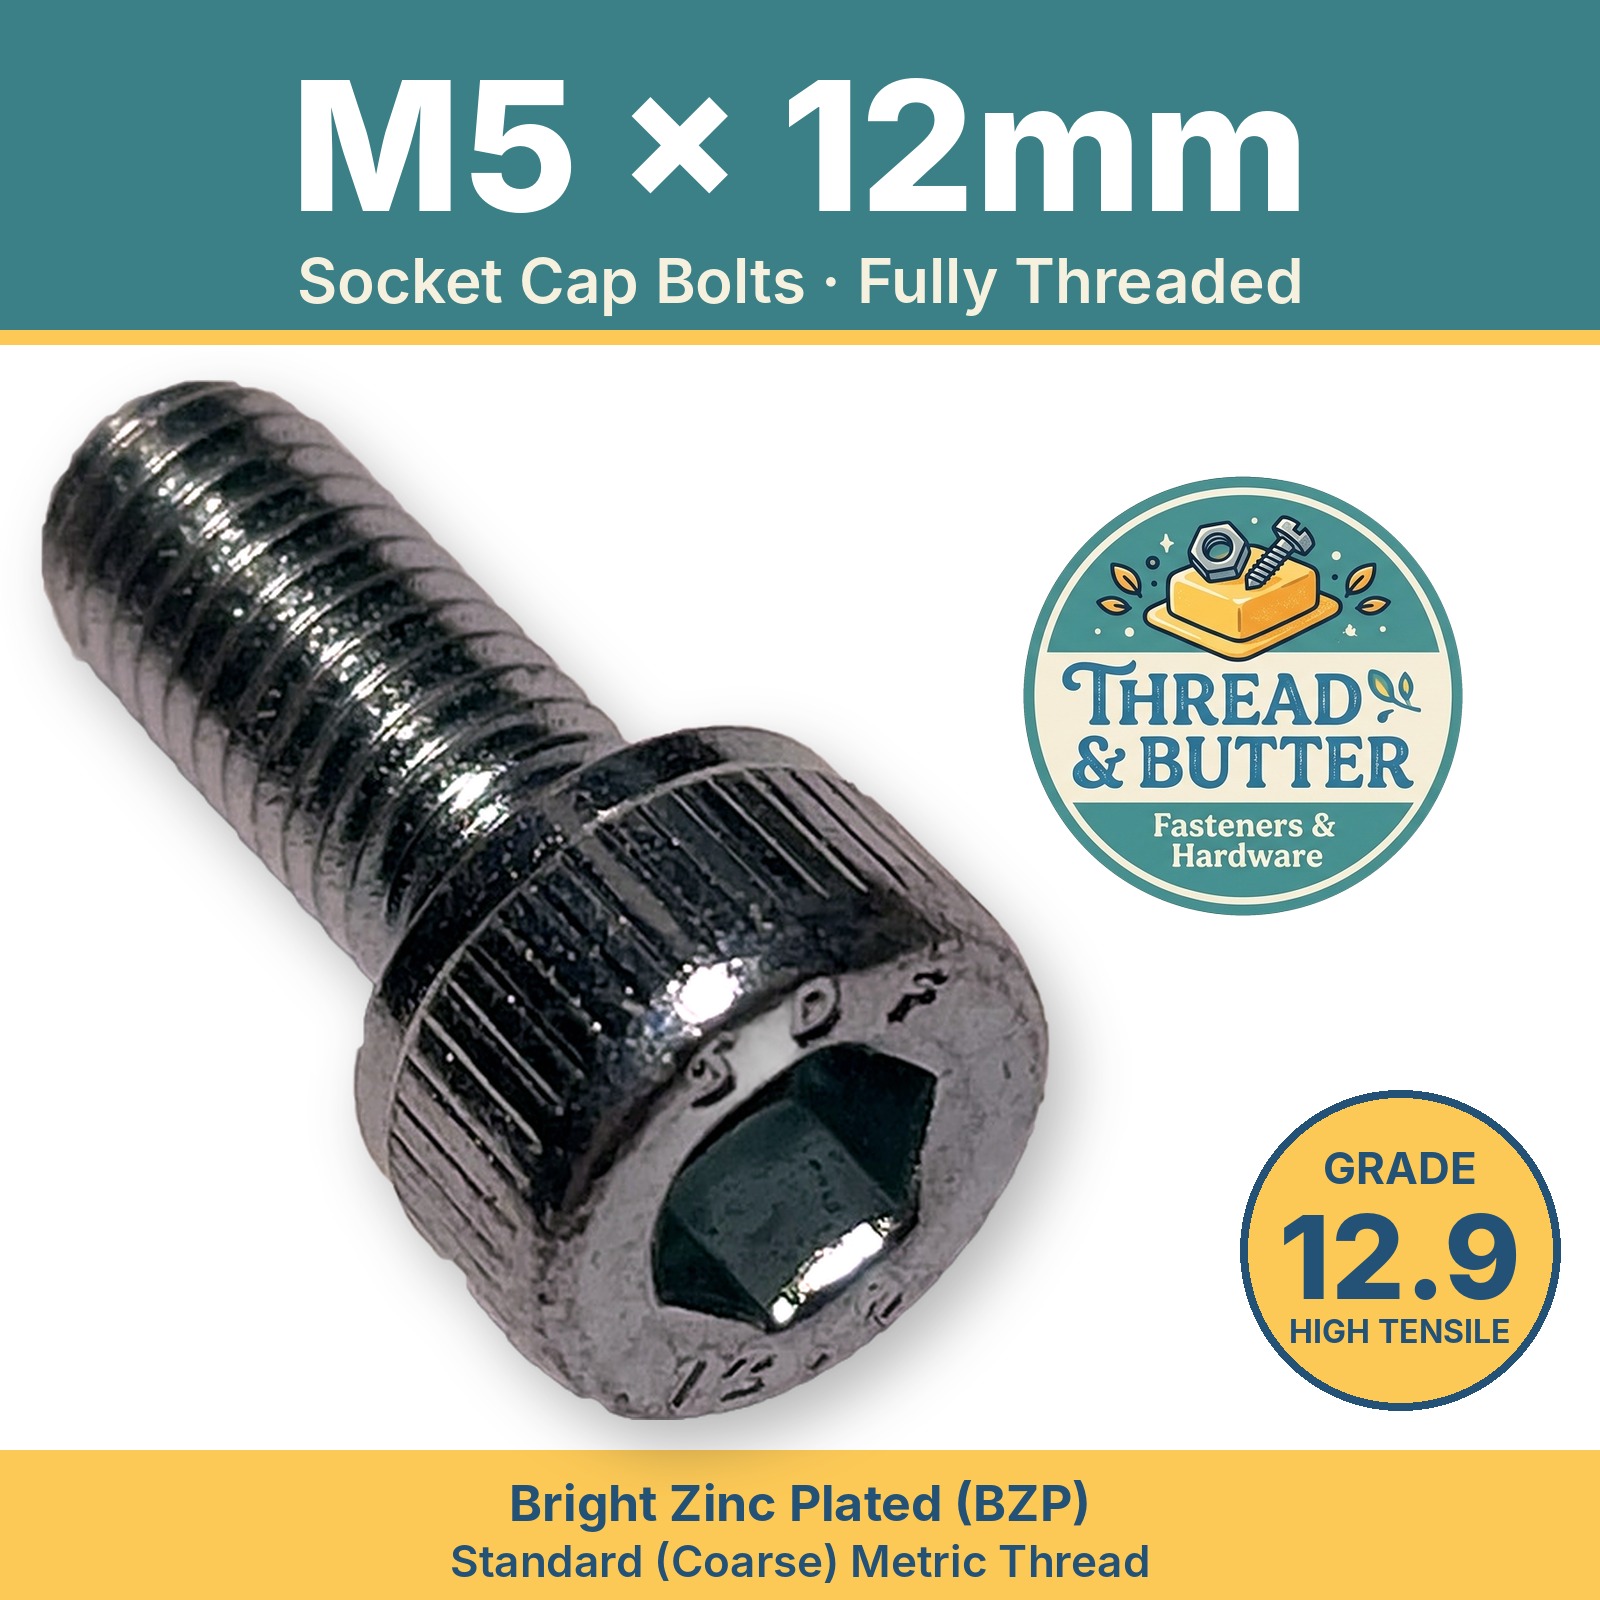 M5 × 12mm
Socket Cap Bolts · Fully Threaded
THREAD
& BUTTER
Fasteners &
Hardware
GRADE
12.9
HIGH TENSILE
Bright Zinc Plated (BZP)
Standard (Coarse) Metric Thread